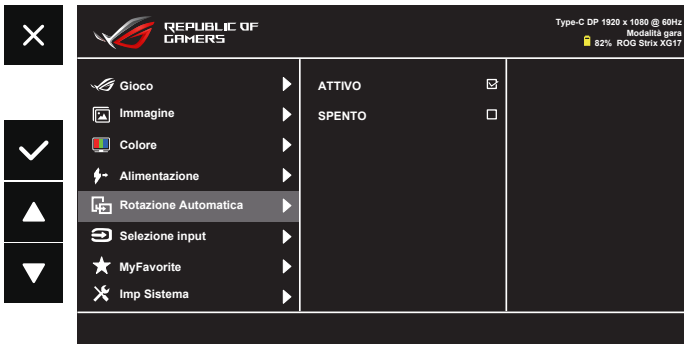 REPUBLIC OF
GAMERS
Type-C DP 1920 x 1080 @ 60Hz
Modalità gara
82% ROG Strix XG17
Gioco
Immagine
Colore
Alimentazione
Rotazione Automatica
Selezione input
MyFavorite
Imp Sistema
ATTIVO
SPENTO